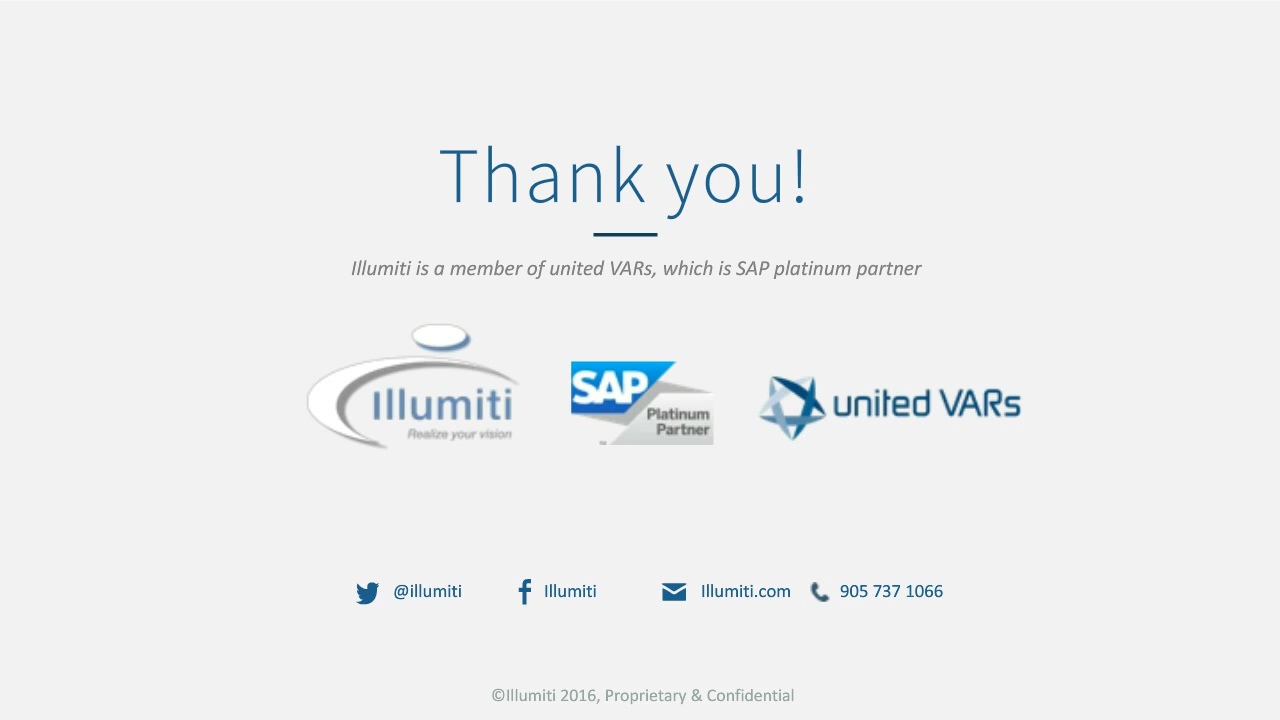 Thank you!
Illumiti is a member of united VARs, which is SAP platinum partner
Illumiti
Realize your vision
SAP
Platinum
Partner
united VARs
@illumiti
Illumiti
Illumiti.com
905 737 1066
©Illumiti 2016, Proprietary & Confidential